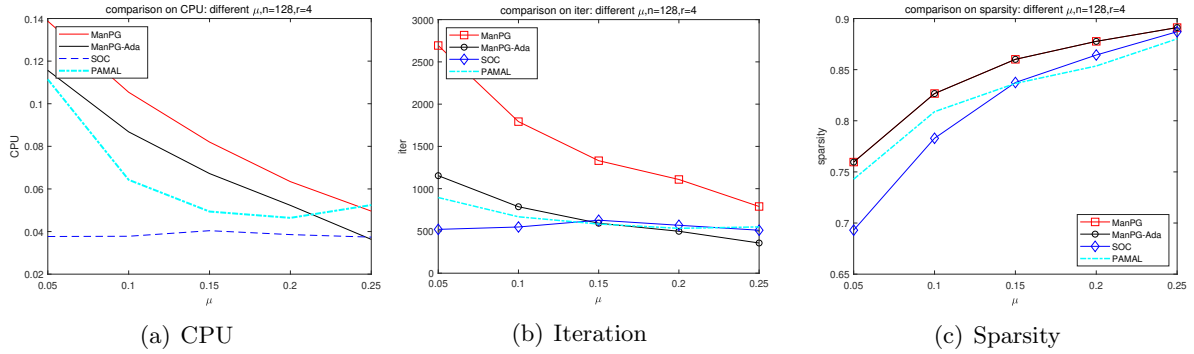 comparison on CPU: different μ,n=128,r=4
0.14
0.12
0.1
0.08
0.06
0.04
0.02
CPU
ManPG
ManPG-Ada
SOC
PAMAL
0.05 0.1 0.15 0.2 0.25
μ
(a) CPU
comparison on iter: different μ,n=128,r=4
3000
2500
2000
1500
1000
500
0
iter
ManPG
ManPG-Ada
SOC
PAMAL
0.05 0.1 0.15 0.2 0.25
μ
(b) Iteration
comparison on sparsity: different μ,n=128,r=4
0.9
0.85
0.8
0.75
0.7
0.65
sparsity
ManPG
ManPG-Ada
SOC
PAMAL
0.05 0.1 0.15 0.2 0.25
μ
(c) Sparsity